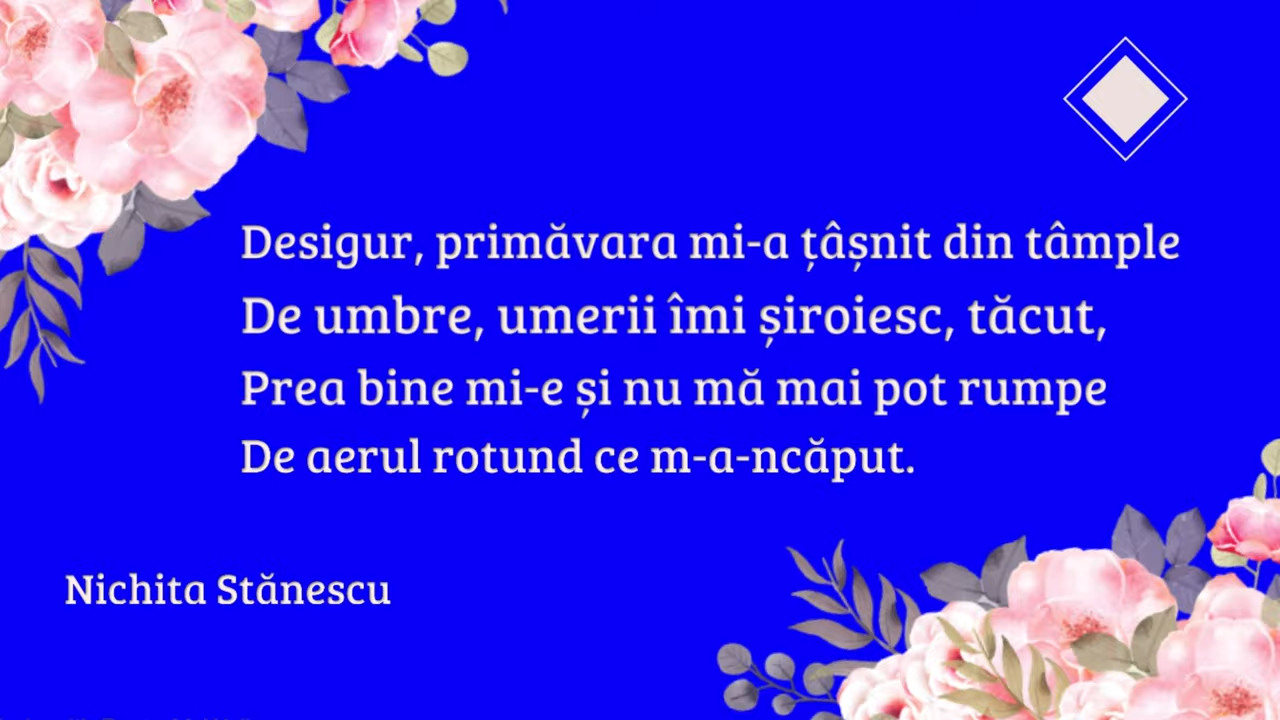 Desigur, primăvara mi-a țâșnit din tâmple
De umbre, umerii îmi șiroiesc, tăcut,
Prea bine mi-e și nu mă mai pot rumpe
De aerul rotund ce m-a-ncăput.
Nichita Stănescu